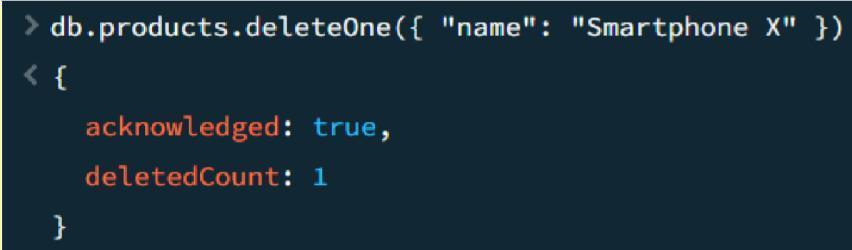 > db.products.deleteOne({ "name": "Smartphone X" })
< {
acknowledged: true,
deletedCount: 1
}